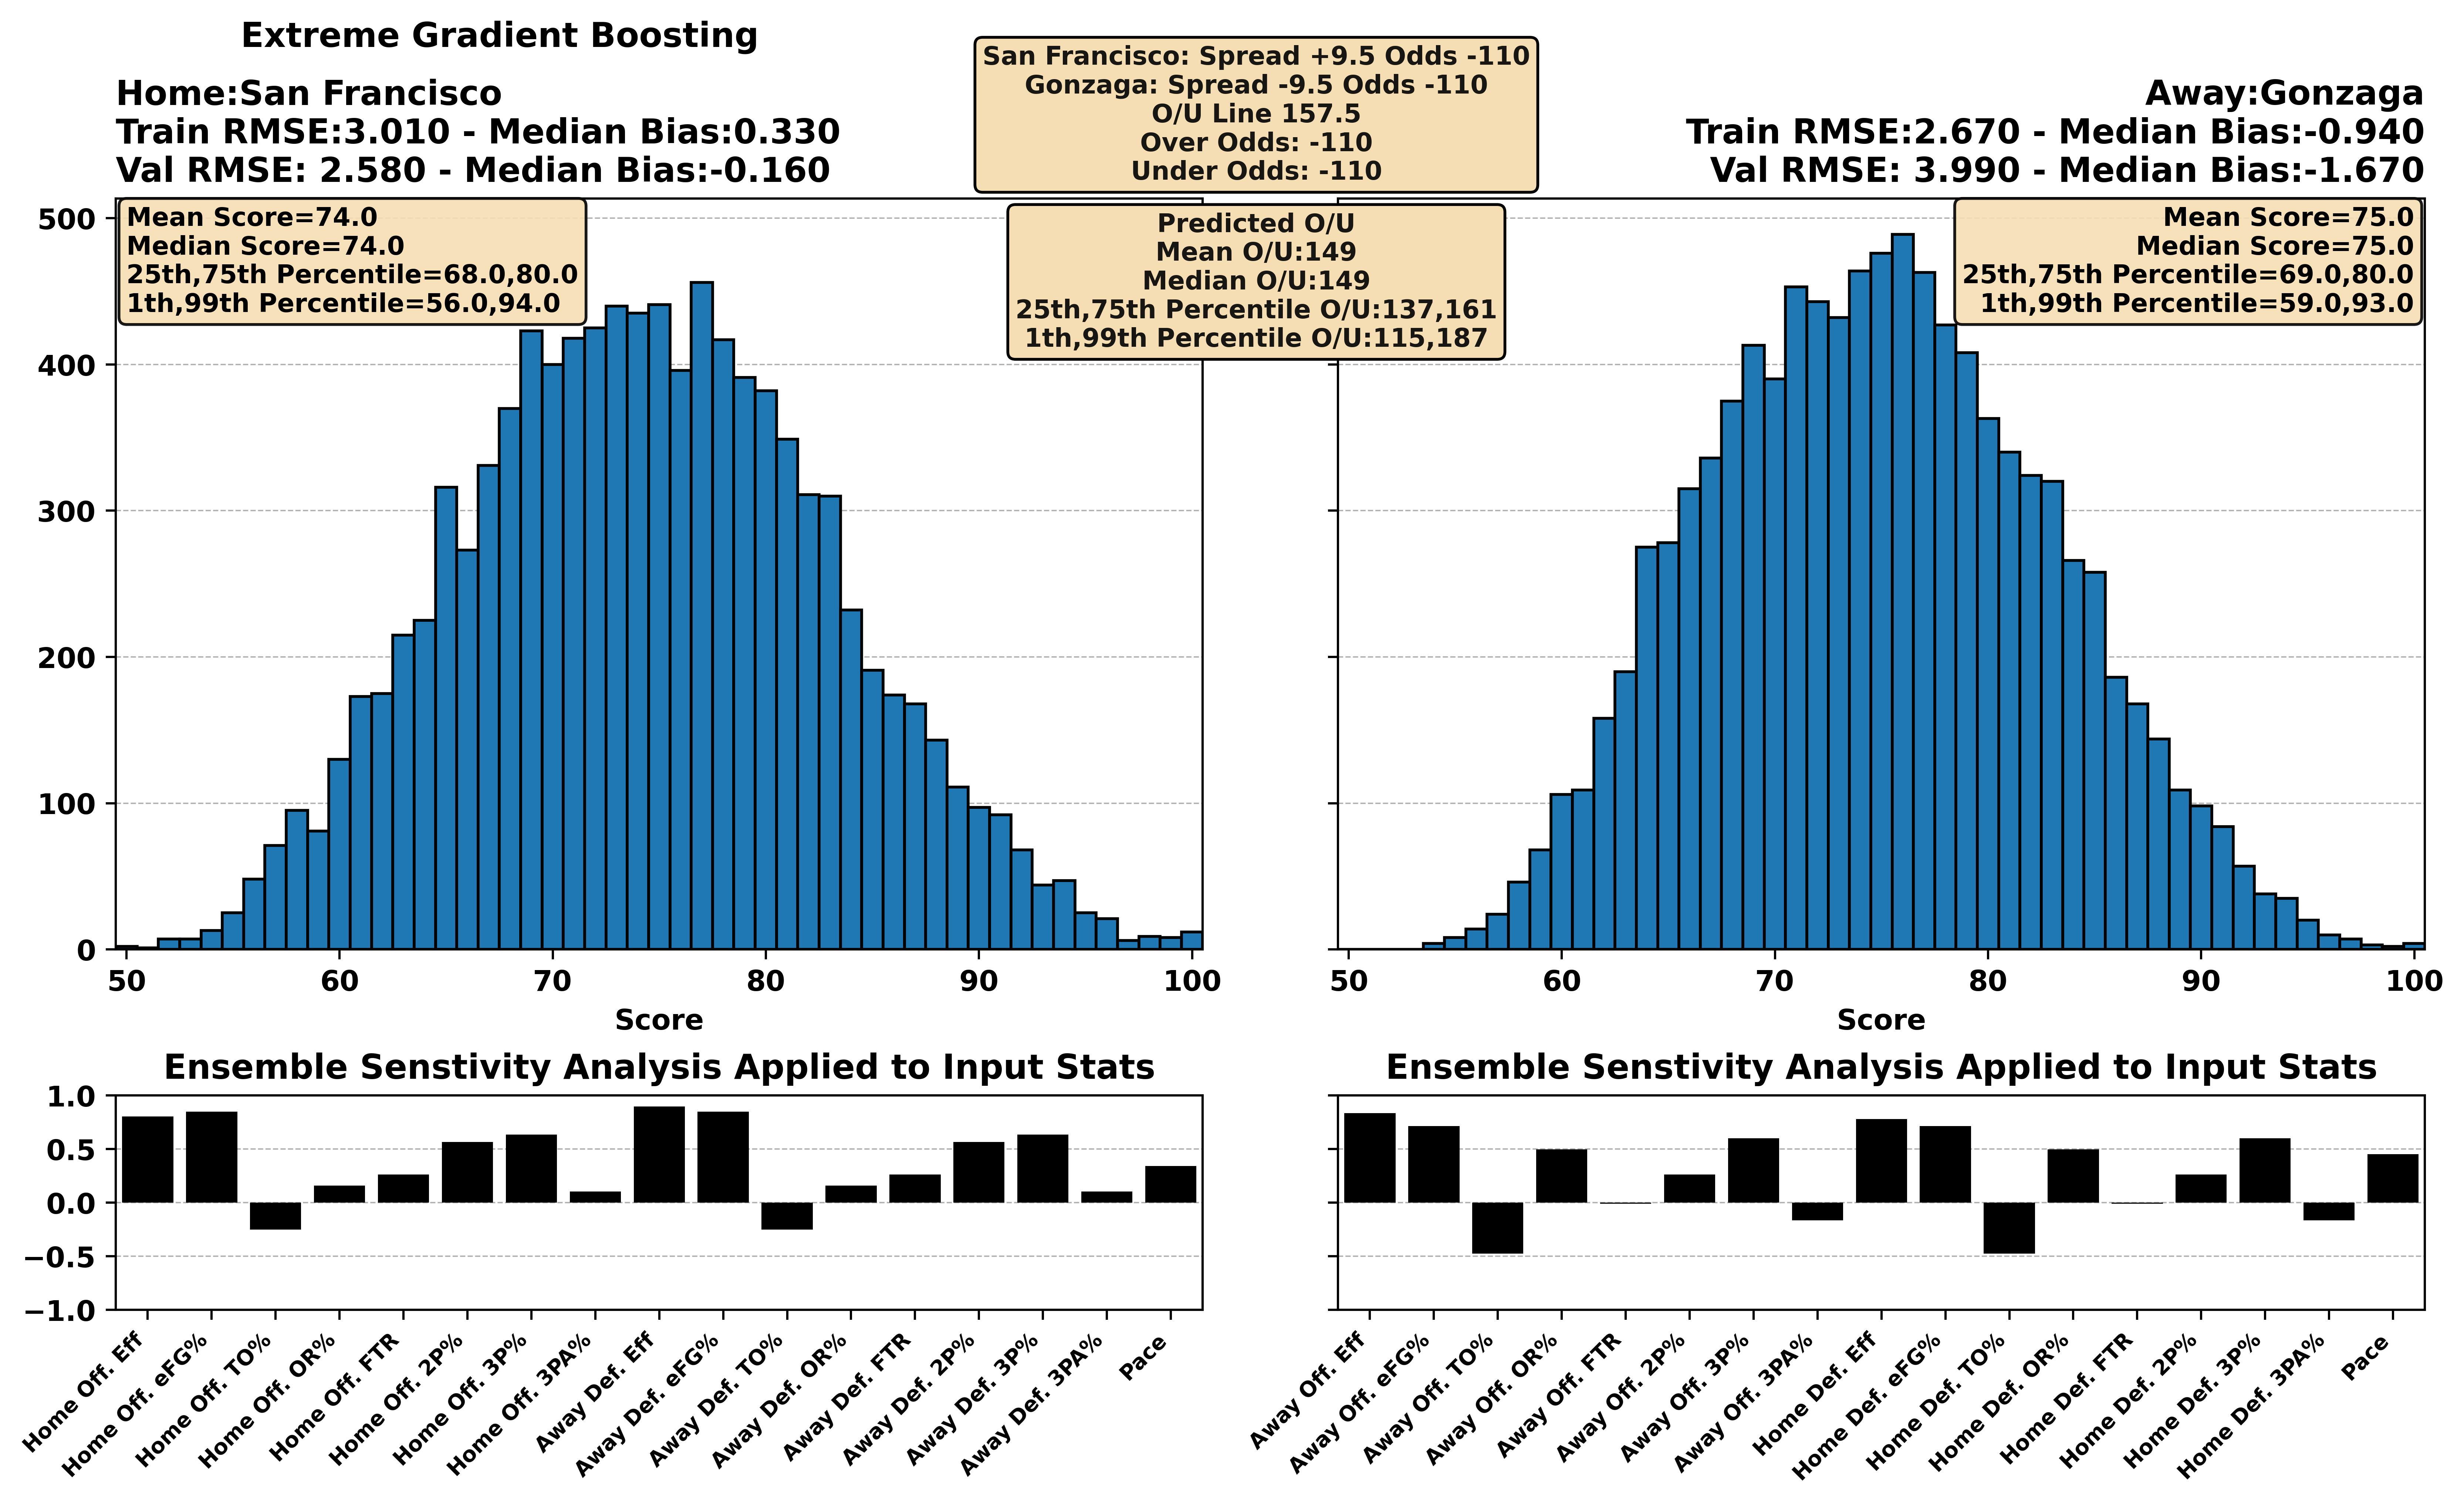 Extreme Gradient Boosting
Home:San Francisco
Train RMSE:3.010 - Median Bias:0.330
Val RMSE: 2.580 - Median Bias:-0.160
San Francisco: Spread +9.5 Odds -110
Gonzaga: Spread -9.5 Odds -110
O/U Line 157.5
Over Odds: -110
Under Odds: -110
Away:Gonzaga
Train RMSE:2.670 - Median Bias:-0.940
Val RMSE: 3.990 - Median Bias:-1.670
Mean Score=74.0
Median Score=74.0
25th,75th Percentile=68.0,80.0
1th,99th Percentile=56.0,94.0
Predicted O/U
Mean O/U:149
Median O/U:149
25th,75th Percentile O/U:137,161
1th,99th Percentile O/U:115,187
Mean Score=75.0
Median Score=75.0
25th,75th Percentile=69.0,80.0
1th,99th Percentile=59.0,93.0
500
400
300
200
100
0
50 60 70 80 90 100
Score
50 60 70 80 90 100
Score
Ensemble Senstivity Analysis Applied to Input Stats
1.0
0.5
0.0
−0.5
−1.0
Home Off. Eff
Home Off. eFG%
Home Off. TO%
Home Off. OR%
Home Off. FTR
Home Off. 2P%
Home Off. 3P%
Home Off. 3PA%
Away Def. Eff
Away Def. eFG%
Away Def. TO%
Away Def. OR%
Away Def. FTR
Away Def. 2P%
Away Def. 3P%
Away Def. 3PA%
Pace
Ensemble Senstivity Analysis Applied to Input Stats
Away Off. Eff
Away Off. eFG%
Away Off. TO%
Away Off. OR%
Away Off. FTR
Away Off. 2P%
Away Off. 3P%
Away Off. 3PA%
Home Def. Eff
Home Def. eFG%
Home Def. TO%
Home Def. OR%
Home Def. FTR
Home Def. 2P%
Home Def. 3P%
Home Def. 3PA%
Pace